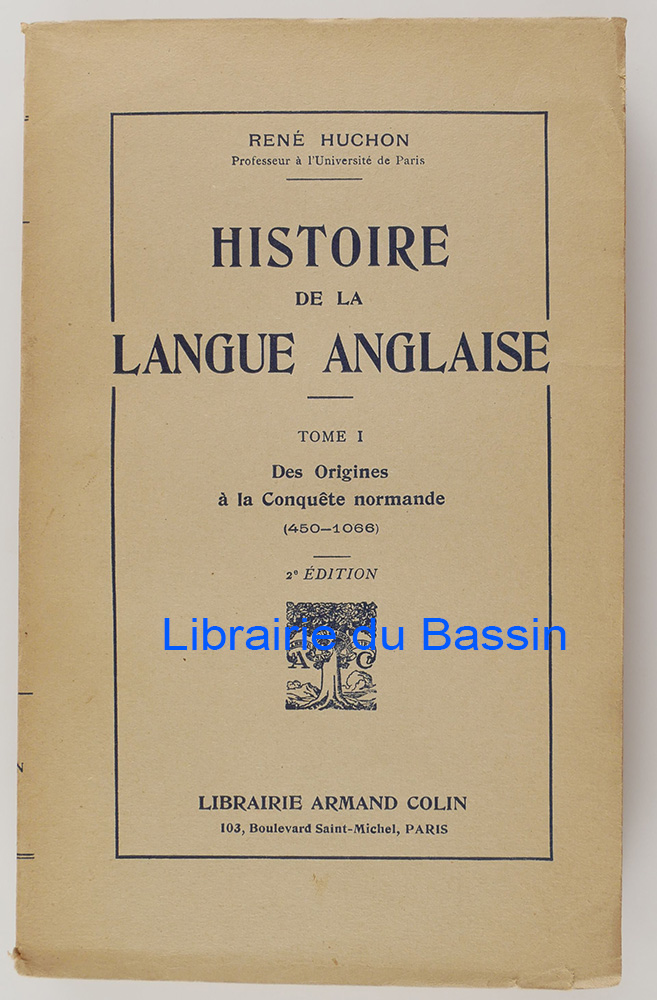 RENÉ HUCHON
Professeur à l'Université de Paris
HISTOIRE
DE LA
LANGUE ANGLAISE
TOME I
Des Origines
à la Conquête normande
(450—1066)
2e ÉDITION
Librairie du Bassin
A C
LIBRAIRIE ARMAND COLIN
103, Boulevard Saint-Michel, PARIS
N